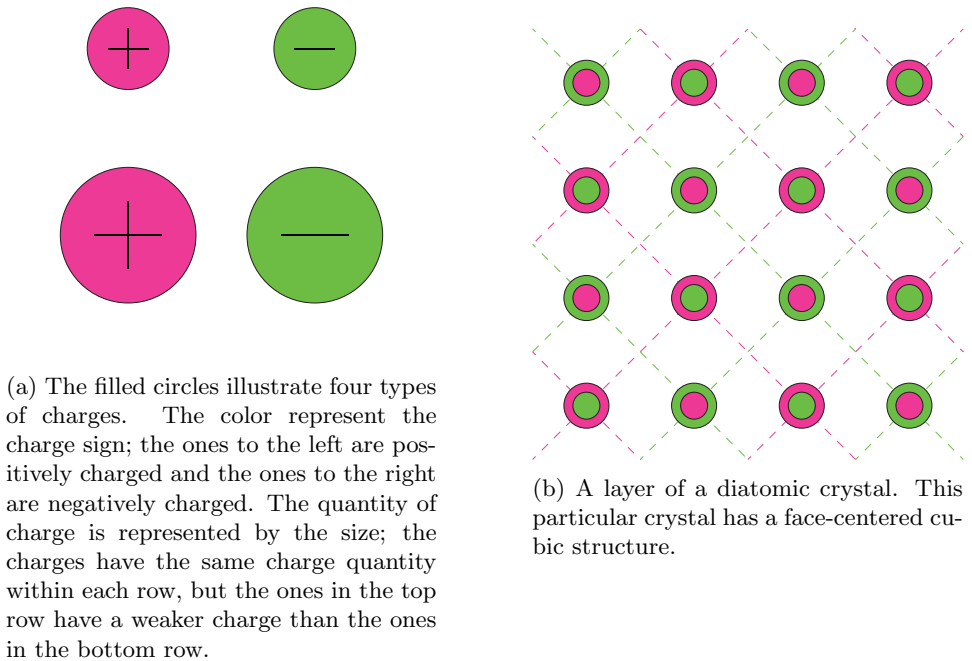 (a) The filled circles illustrate four types
of charges. The color represent the
charge sign; the ones to the left are pos-
itively charged and the ones to the right
are negatively charged. The quantity of
charge is represented by the size; the
charges have the same charge quantity
within each row, but the ones in the top
row have a weaker charge than the ones
in the bottom row.
(b) A layer of a diatomic crystal. This
particular crystal has a face-centered cu-
bic structure.